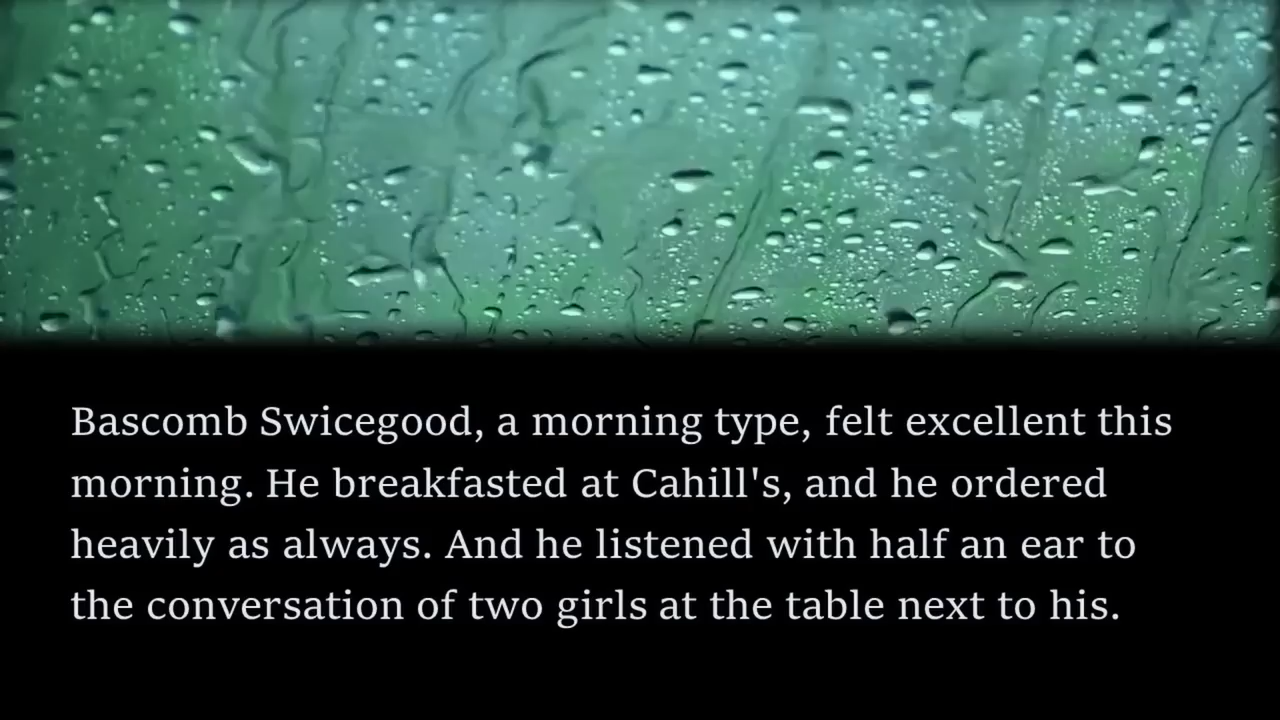 Bascomb Swicegood, a morning type, felt excellent this
morning. He breakfasted at Cahill's, and he ordered
heavily as always. And he listened with half an ear to
the conversation of two girls at the table next to his.